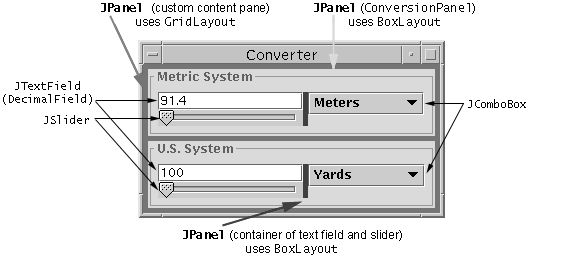 JPanel (custom content pane)
uses GridLayout
JPanel (ConversionPanel)
uses BoxLayout
Converter
Metric System
JTextField
(DecimalField)
91.4
Meters
JComboBox
JSlider
U.S. System
100
Yards
JPanel (container of text field and slider)
uses BoxLayout